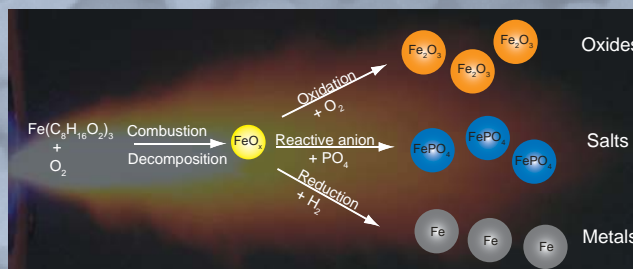 Fe(C₈H₁₆O₂)₃
+
O₂
Combustion
Decomposition
FeOₓ
Oxidation
+ O₂
Reactive anion
+ PO₄
Reduction
+ H₂
Fe₂O₃
Fe₂O₃
Fe₂O₃
Oxides
FePO₄
FePO₄
FePO₄
Salts
Fe
Fe
Fe
Metals